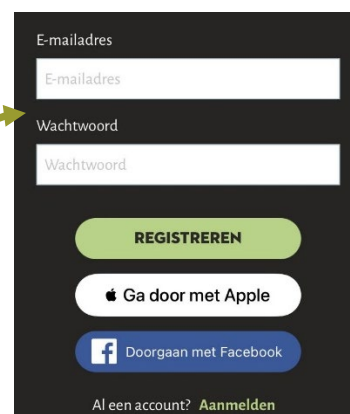 E-mailadres
E-mailadres
Wachtwoord
Wachtwoord
REGISTREREN
Ga door met Apple
Doorgaan met Facebook
Al een account? Aanmelden